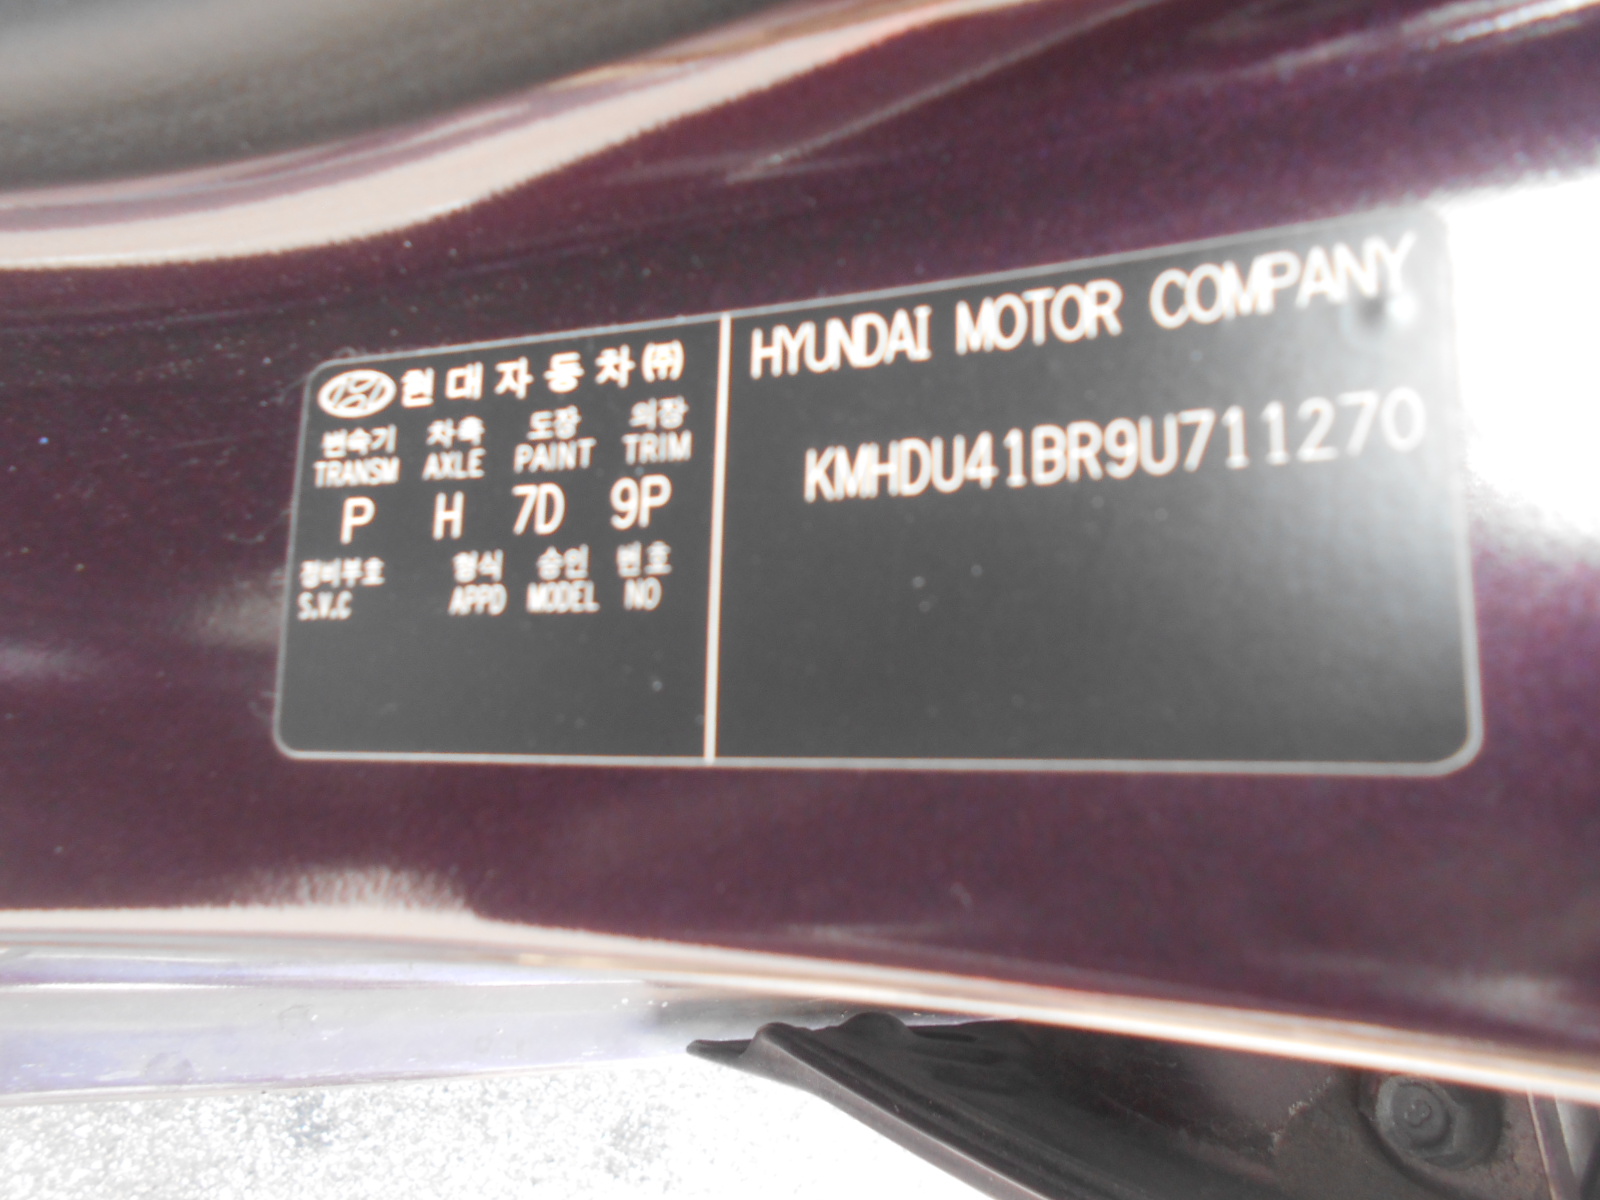 현대자동차㈜
변속기 차축 도장 의장
TRANSM AXLE PAINT TRIM
P H 7D 9P
정비부호 형식 승인 번호
S.V.C APPD MODEL NO
HYUNDAI MOTOR COMPANY
KMHDU41BR9U711270